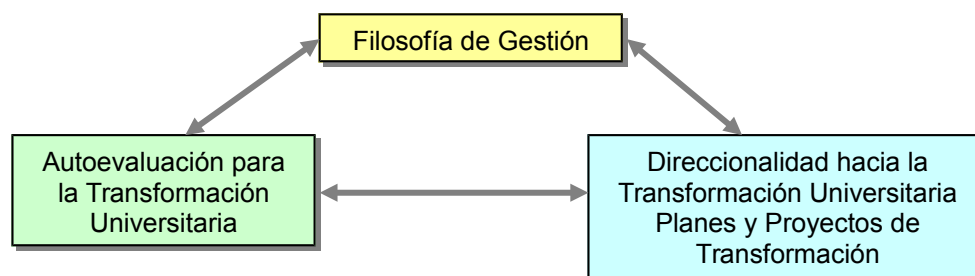 Filosofía de Gestión
Autoevaluación para
la Transformación
Universitaria
Direccionalidad hacia la
Transformación Universitaria
Planes y Proyectos de
Transformación